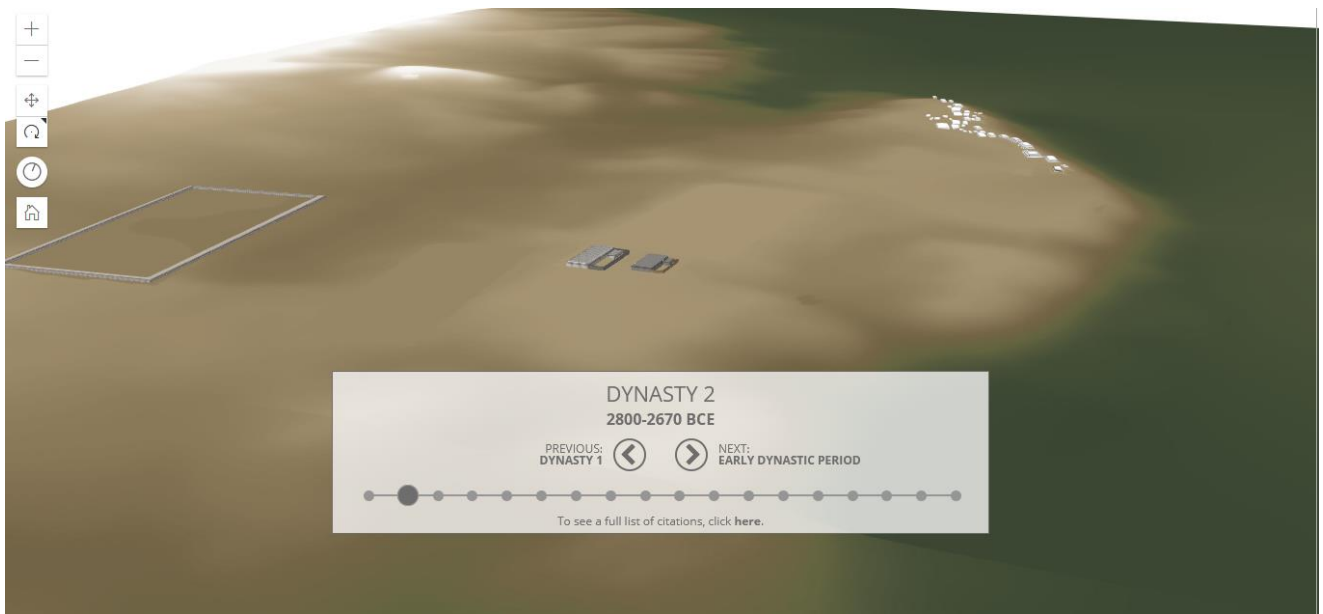 DYNASTY 2
2800-2670 BCE
PREVIOUS:
DYNASTY 1
NEXT:
EARLY DYNASTIC PERIOD
To see a full list of citations, click here.